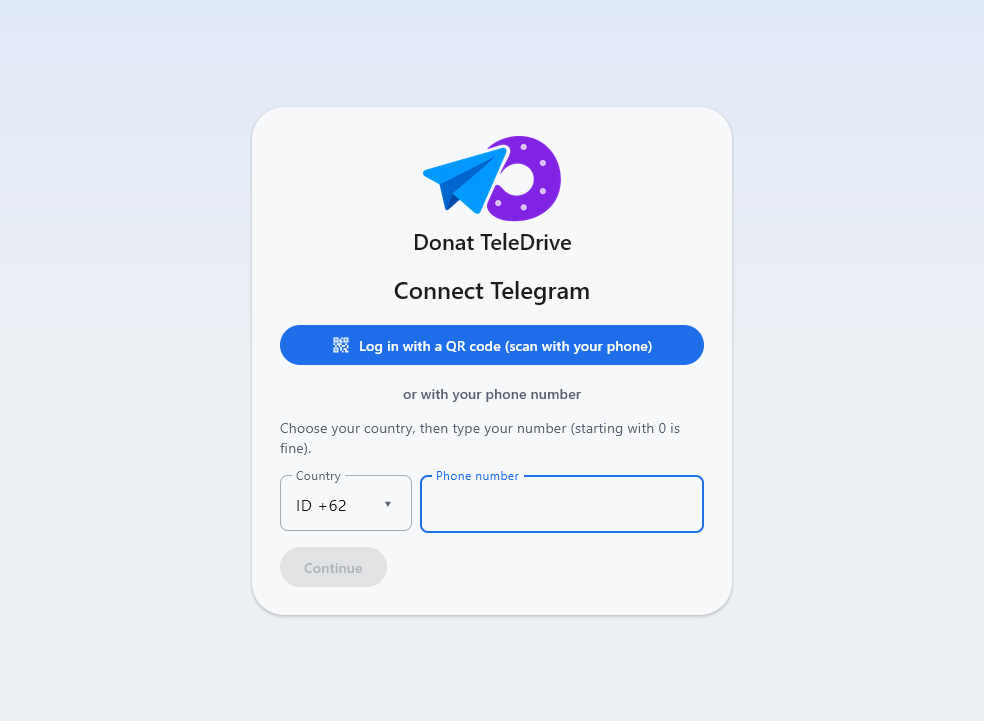 Donat TeleDrive
Connect Telegram
Log in with a QR code (scan with your phone)
or with your phone number
Choose your country, then type your number (starting with 0 is
fine).
Country
Phone number
ID +62
Continue